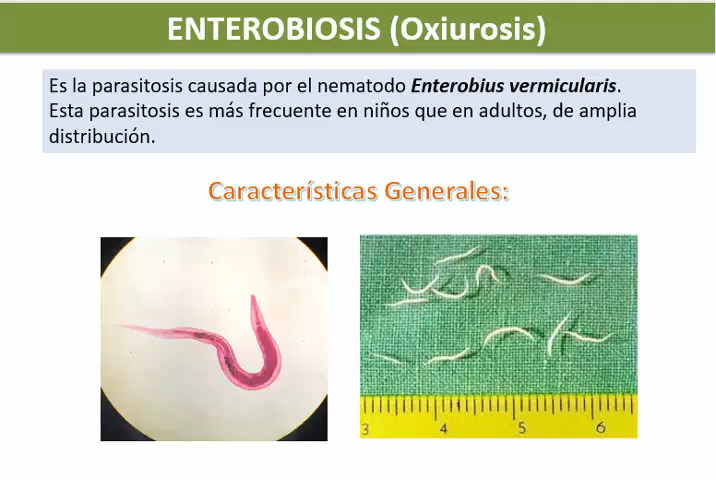 ENTEROBIOSIS (Oxiurosis)
Es la parasitosis causada por el nematodo Enterobius vermicularis.
Esta parasitosis es más frecuente en niños que en adultos, de amplia
distribución.
Características Generales:
3 4 5 6